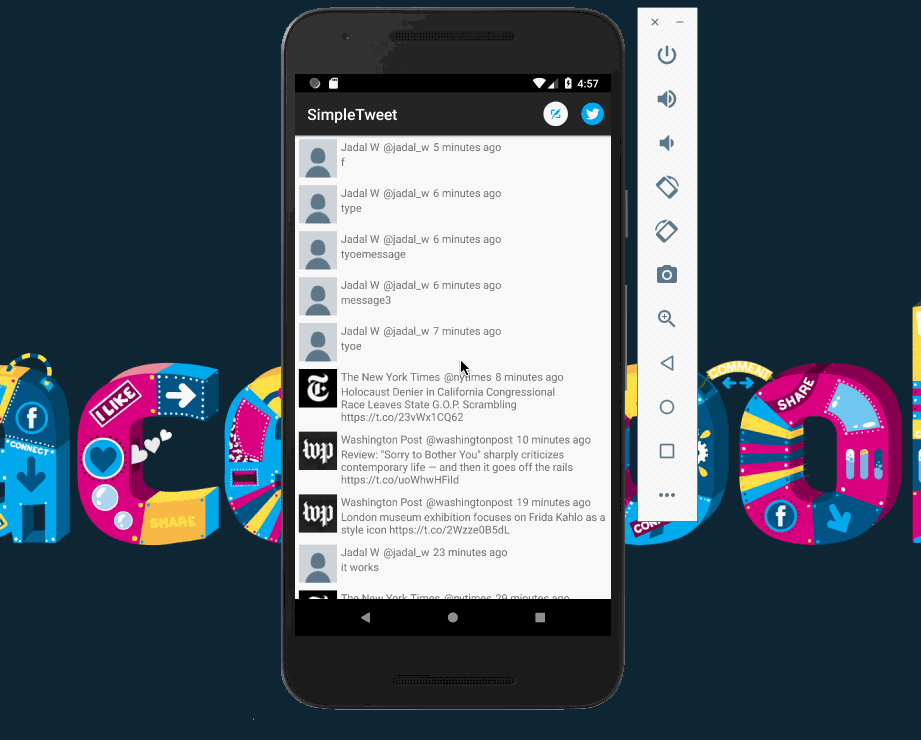 4:57
SimpleTweet
Jadal W @jadal_w 5 minutes ago
f
Jadal W @jadal_w 6 minutes ago
type
Jadal W @jadal_w 6 minutes ago
tyoemessage
Jadal W @jadal_w 6 minutes ago
message3
Jadal W @jadal_w 7 minutes ago
tyoe
The New York Times @nytimes 8 minutes ago
Holocaust Denier in California Congressional
Race Leaves State G.O.P. Scrambling
https://t.co/23vWx1CQ62
Washington Post @washingtonpost 10 minutes ago
Review: "Sorry to Bother You" sharply criticizes
contemporary life — and then it goes off the rails
https://t.co/uoWhwHFild
wp
Washington Post @washingtonpost 19 minutes ago
London museum exhibition focuses on Frida Kahlo as a
style icon https://t.co/2Wzze0B5dL
wp
Jadal W @jadal_w 23 minutes ago
it works
The New York Times @nytimes 29 minutes ago
I LIKE
CONNECT
SHARE
COMMENT
SHARE